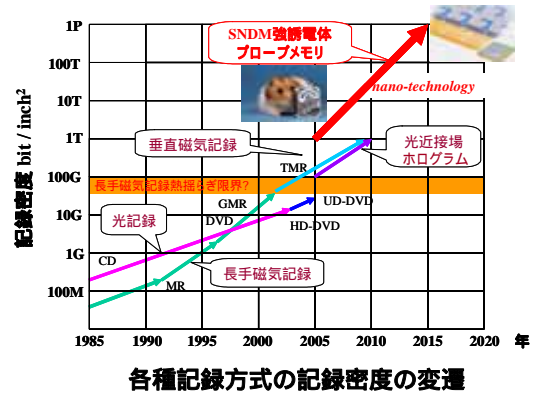 1P
100T
10T
1T
100G
10G
1G
100M
記録密度 bit / inch²
SNDM強誘電体
プローブメモリ
nano-technology
垂直磁気記録
TMR
光近接場
ホログラム
長手磁気記録熱揺らぎ限界?
GMR
UD-DVD
光記録
DVD
HD-DVD
CD
長手磁気記録
MR
1985
1990
1995
2000
2005
2010
2015
2020
年
各種記録方式の記録密度の変遷